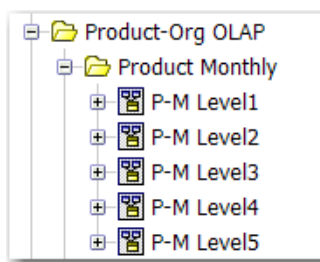 Product-Org OLAP
Product Monthly
P-M Level1
P-M Level2
P-M Level3
P-M Level4
P-M Level5